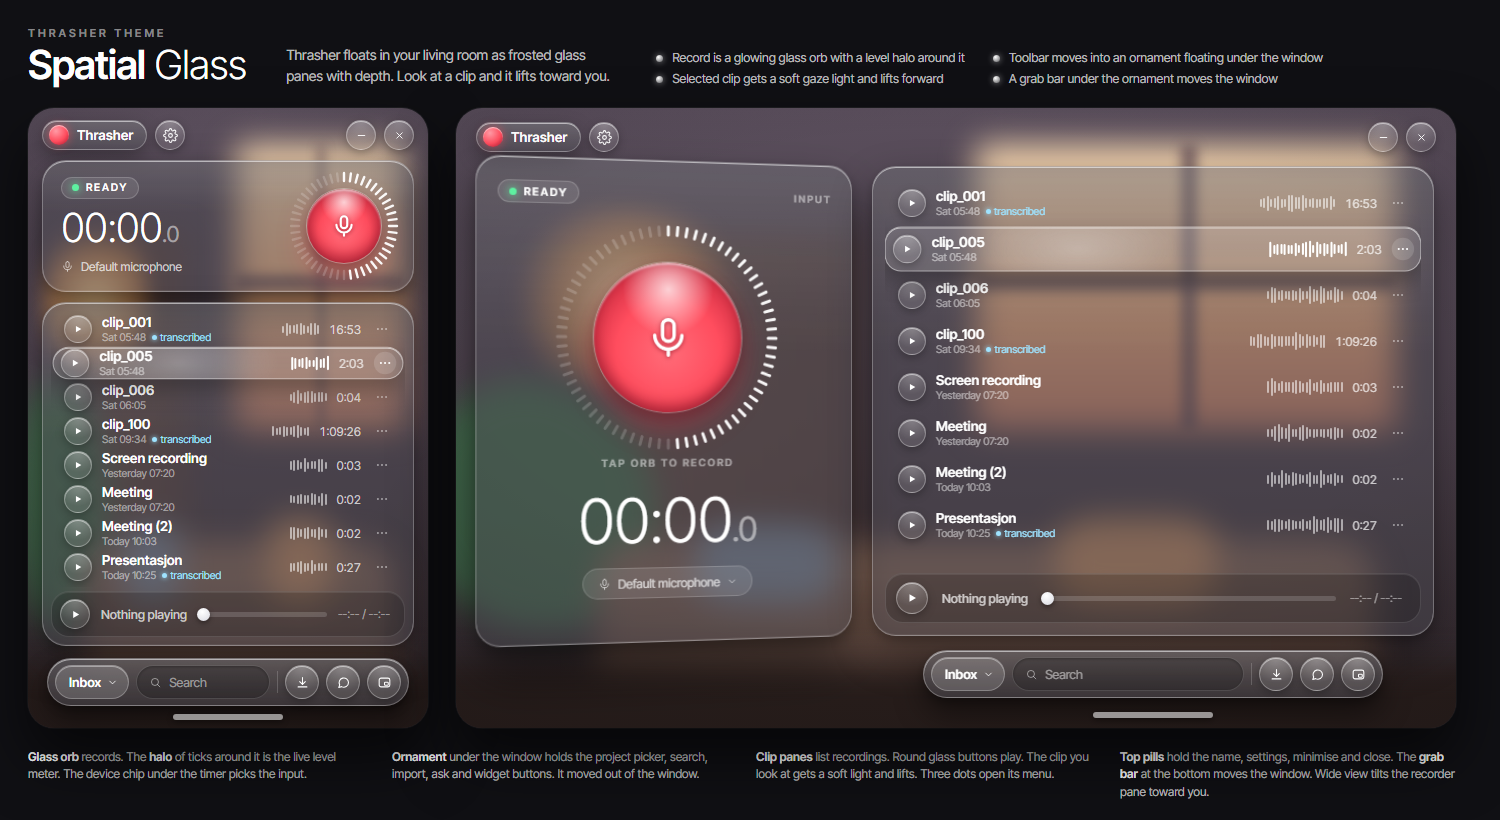 THRASHER THEME
Spatial Glass
Thrasher floats in your living room as frosted glass
panes with depth. Look at a clip and it lifts toward you.
Record is a glowing glass orb with a level halo around it
Selected clip gets a soft gaze light and lifts forward
Toolbar moves into an ornament floating under the window
A grab bar under the ornament moves the window
Thrasher
READY
00:00.0
Default microphone
clip_001
Sat 05:48 transcribed
16:53
clip_005
Sat 05:48
2:03
clip_006
Sat 06:05
0:04
clip_100
Sat 09:34 transcribed
1:09:26
Screen recording
Yesterday 07:20
0:03
Meeting
Yesterday 07:20
0:02
Meeting (2)
Today 10:03
0:02
Presentasjon
Today 10:25 transcribed
0:27
Nothing playing
--:-- / --:--
Inbox
Search
Thrasher
READY
INPUT
TAP ORB TO RECORD
00:00.0
Default microphone
clip_001
Sat 05:48 transcribed
16:53
clip_005
Sat 05:48
2:03
clip_006
Sat 06:05
0:04
clip_100
Sat 09:34 transcribed
1:09:26
Screen recording
Yesterday 07:20
0:03
Meeting
Yesterday 07:20
0:02
Meeting (2)
Today 10:03
0:02
Presentasjon
Today 10:25 transcribed
0:27
Nothing playing
--:-- / --:--
Inbox
Search
Glass orb records. The halo of ticks around it is the live level
meter. The device chip under the timer picks the input.
Ornament under the window holds the project picker, search,
import, ask and widget buttons. It moved out of the window.
Clip panes list recordings. Round glass buttons play. The clip you
look at gets a soft light and lifts. Three dots open its menu.
Top pills hold the name, settings, minimise and close. The grab
bar at the bottom moves the window. Wide view tilts the recorder
pane toward you.